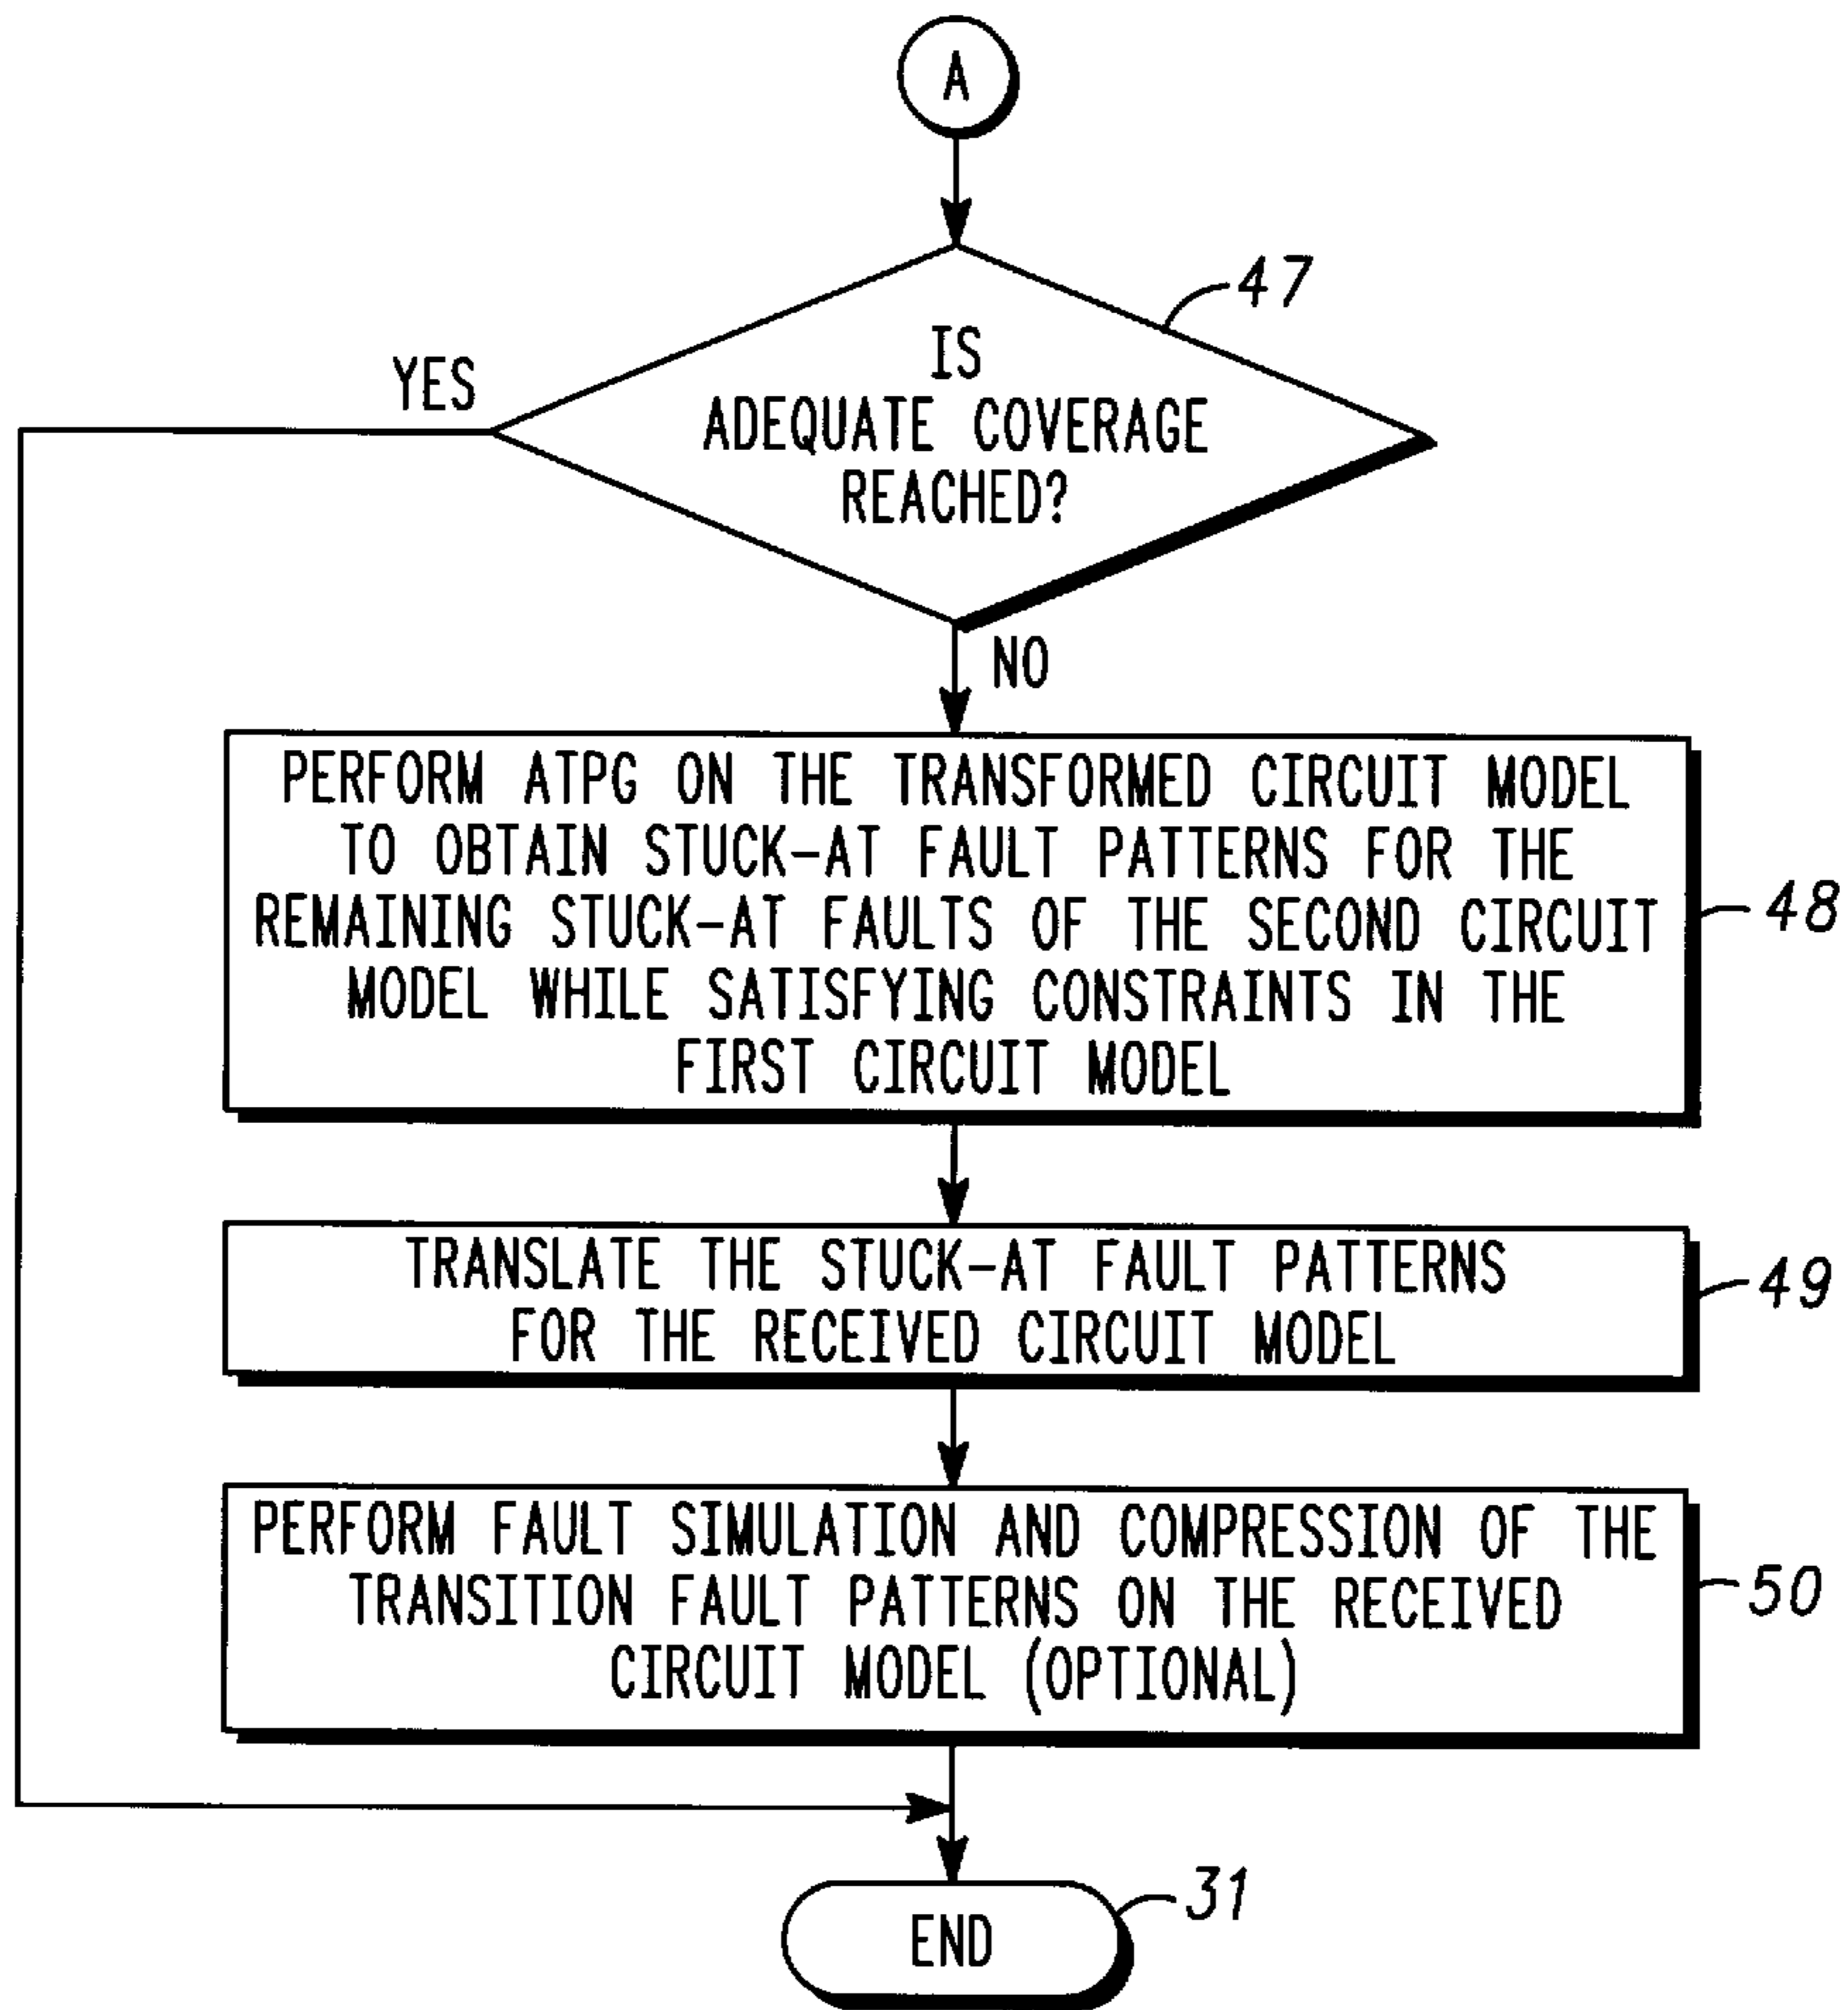 A
47
IS
ADEQUATE COVERAGE
REACHED?
YES
NO
PERFORM ATPG ON THE TRANSFORMED CIRCUIT MODEL
TO OBTAIN STUCK-AT FAULT PATTERNS FOR THE
REMAINING STUCK-AT FAULTS OF THE SECOND CIRCUIT
MODEL WHILE SATISFYING CONSTRAINTS IN THE
FIRST CIRCUIT MODEL
48
TRANSLATE THE STUCK-AT FAULT PATTERNS
FOR THE RECEIVED CIRCUIT MODEL
49
PERFORM FAULT SIMULATION AND COMPRESSION OF THE
TRANSITION FAULT PATTERNS ON THE RECEIVED
CIRCUIT MODEL (OPTIONAL)
50
END
31